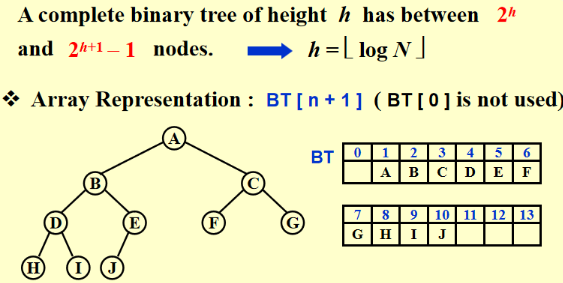 A complete binary tree of height h has between 2^h
and 2^{h+1} – 1 nodes. h = ⌊ log N ⌋
❖ Array Representation : BT [ n + 1 ] ( BT [ 0 ] is not used)
A
B C
D E F G
H I J
BT 0 1 2 3 4 5 6
A B C D E F
7 8 9 10 11 12 13
G H I J